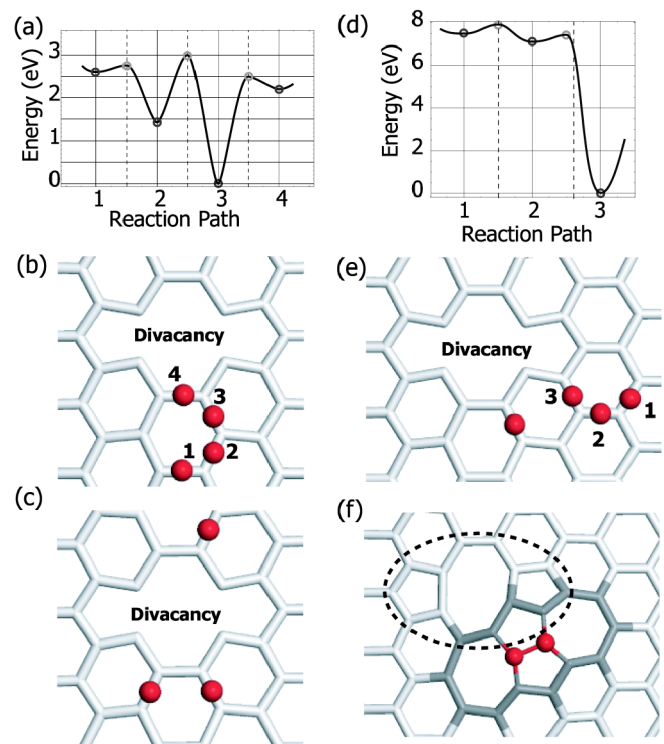 (a)
Energy (eV)
3
2
1
0
1 2 3 4
Reaction Path
(d)
Energy (eV)
8
6
4
2
0
1 2 3
Reaction Path
(b)
Divacancy
4
3
1 2
(e)
Divacancy
3 1
2
(c)
Divacancy
(f)